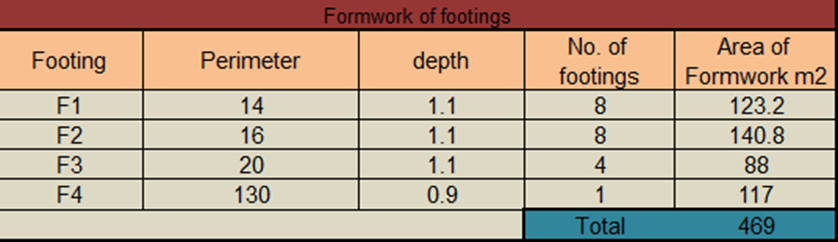 Formwork of footings
Footing Perimeter depth No. of footings Area of Formwork m2
F1 14 1.1 8 123.2
F2 16 1.1 8 140.8
F3 20 1.1 4 88
F4 130 0.9 1 117
Total 469